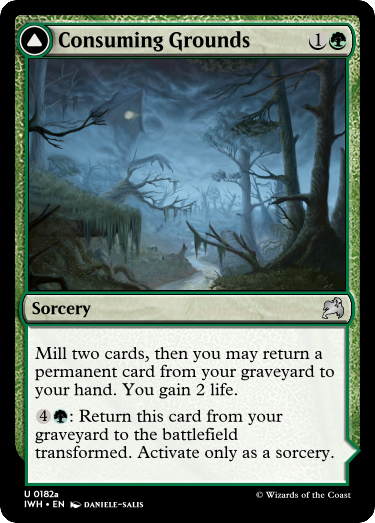 Consuming Grounds 1
Sorcery
Mill two cards, then you may return a
permanent card from your graveyard to
your hand. You gain 2 life.
4 : Return this card from your
graveyard to the battlefield
transformed. Activate only as a sorcery.
U 0182a
IWH • EN DANIELE-SALIS
© Wizards of the Coast